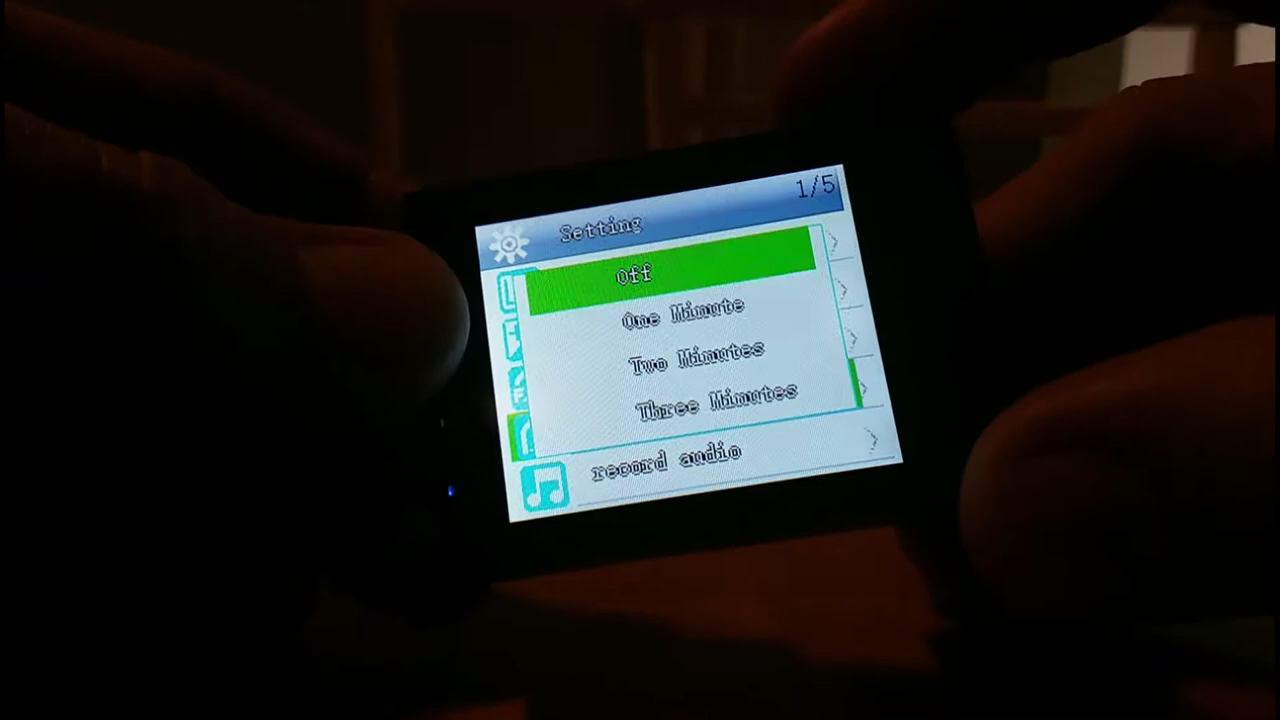 1/5
Setting
Off
One Minute
Two Minutes
Three Minutes
record audio